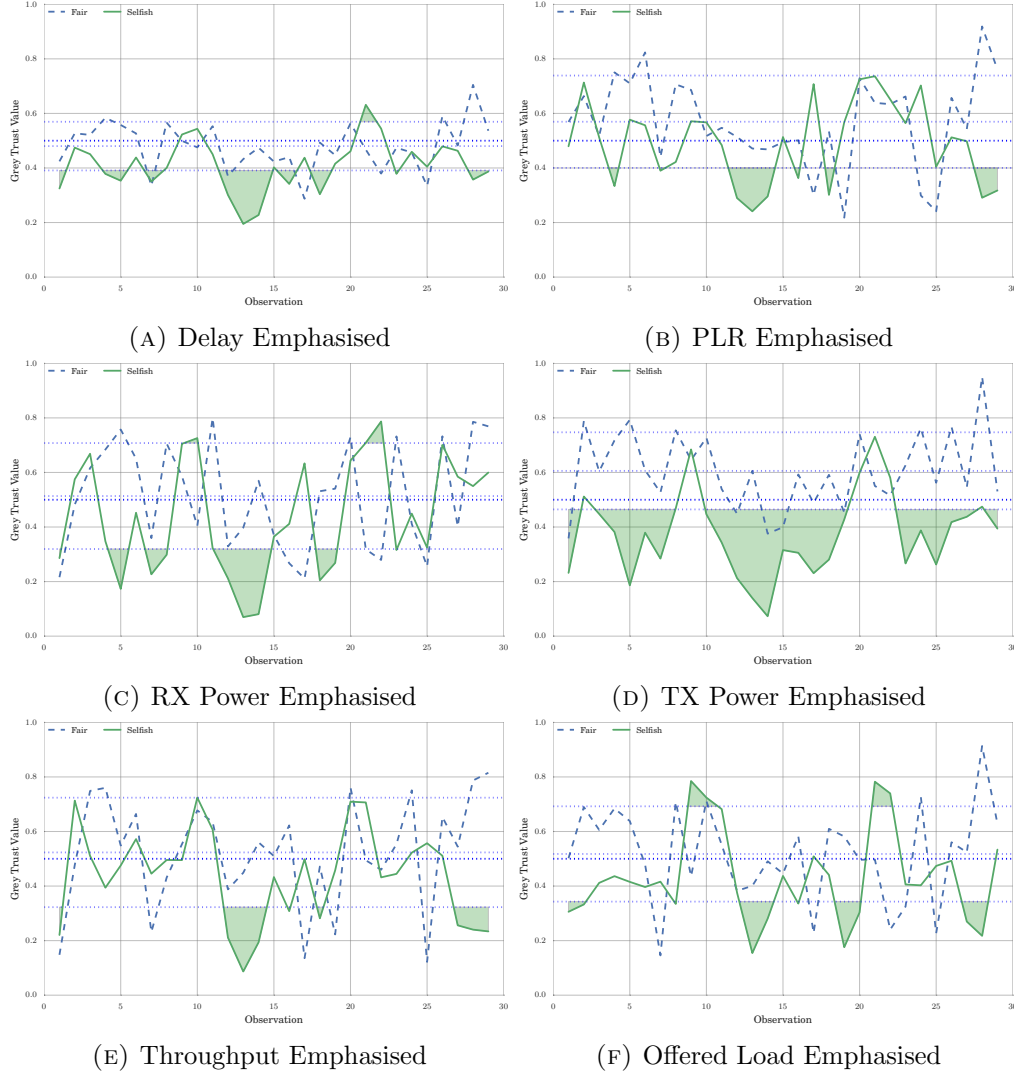 Fair Selfish
1.0
0.8
0.6
0.4
0.2
0.0
Grey Trust Value
0 5 10 15 20 25 30
Observation
(A) Delay Emphasised
Fair Selfish
1.0
0.8
0.6
0.4
0.2
0.0
Grey Trust Value
0 5 10 15 20 25 30
Observation
(B) PLR Emphasised
Fair Selfish
1.0
0.8
0.6
0.4
0.2
0.0
Grey Trust Value
0 5 10 15 20 25 30
Observation
(C) RX Power Emphasised
Fair Selfish
1.0
0.8
0.6
0.4
0.2
0.0
Grey Trust Value
0 5 10 15 20 25 30
Observation
(D) TX Power Emphasised
Fair Selfish
1.0
0.8
0.6
0.4
0.2
0.0
Grey Trust Value
0 5 10 15 20 25 30
Observation
(E) Throughput Emphasised
Fair Selfish
1.0
0.8
0.6
0.4
0.2
0.0
Grey Trust Value
0 5 10 15 20 25 30
Observation
(F) Offered Load Emphasised